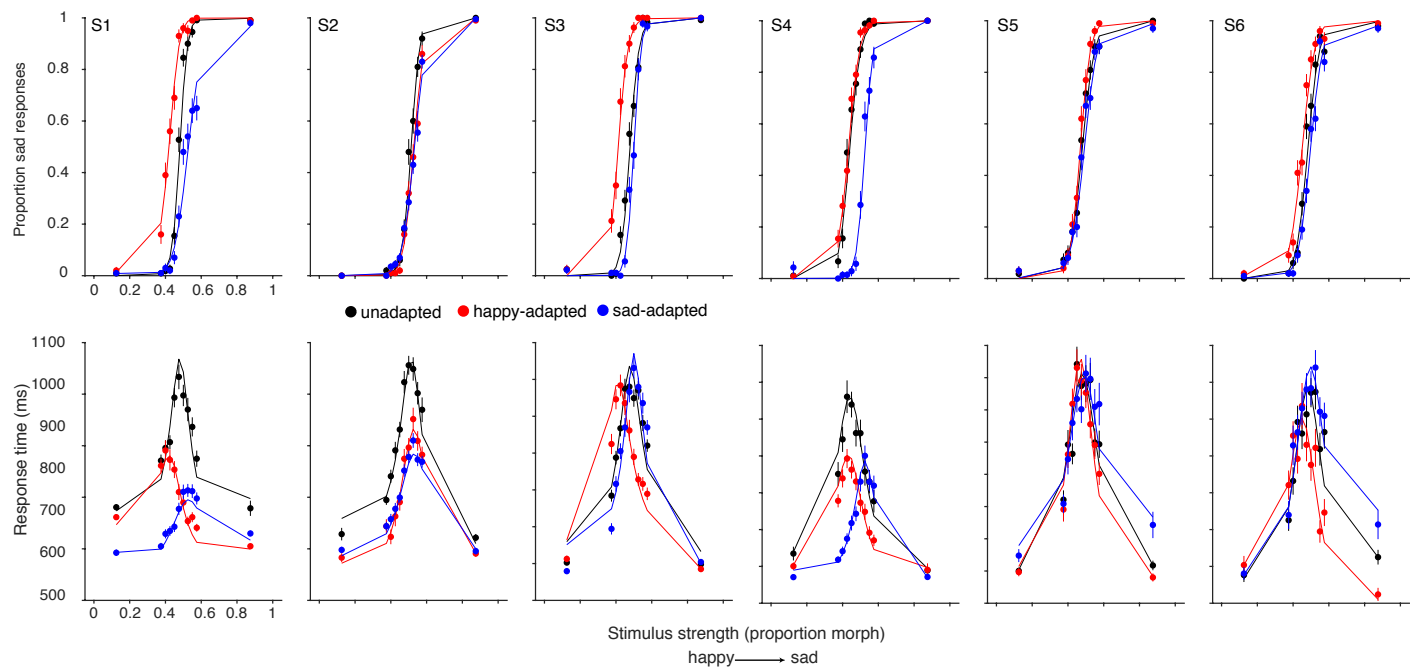 S1 S2 S3 S4 S5 S6
Proportion sad responses
1
0.8
0.6
0.4
0.2
0
0 0.2 0.4 0.6 0.8 1
unadapted happy-adapted sad-adapted
Response time (ms)
1100
1000
900
800
700
600
500
0 0.2 0.4 0.6 0.8 1
Stimulus strength (proportion morph)
happy sad